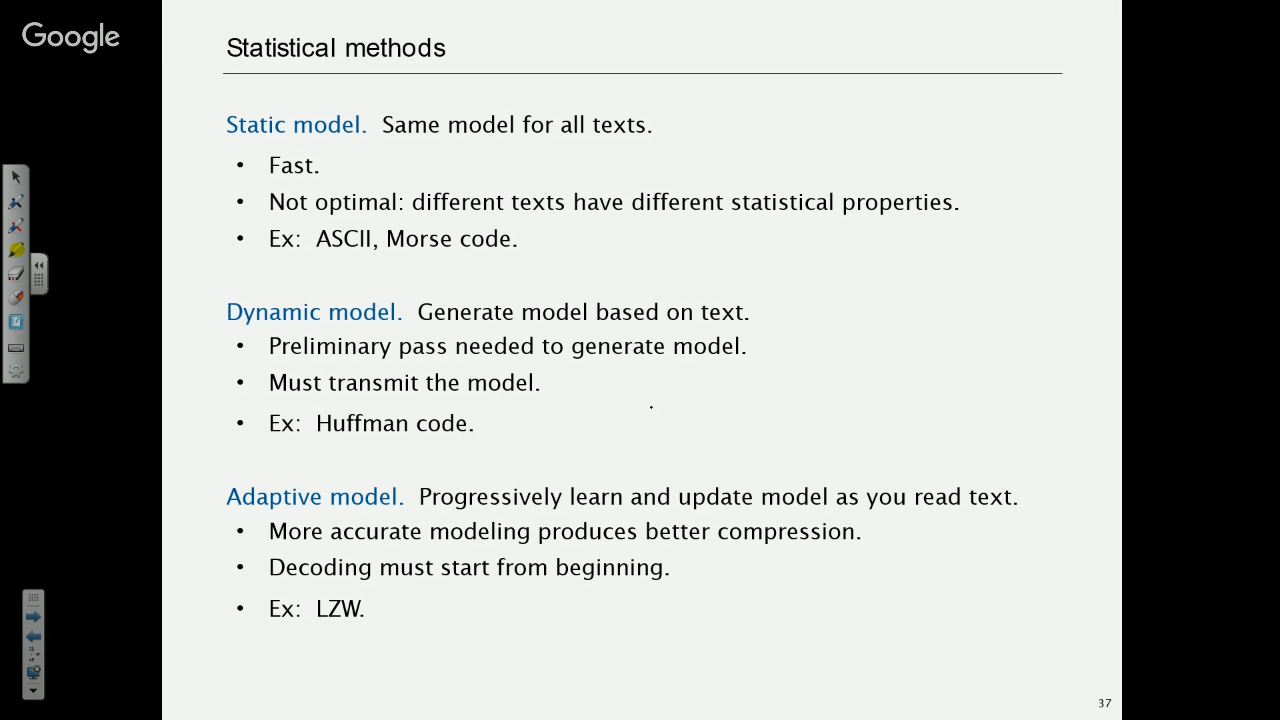 Google
Statistical methods
Static model. Same model for all texts.
• Fast.
• Not optimal: different texts have different statistical properties.
• Ex: ASCII, Morse code.
Dynamic model. Generate model based on text.
• Preliminary pass needed to generate model.
• Must transmit the model.
• Ex: Huffman code.
Adaptive model. Progressively learn and update model as you read text.
• More accurate modeling produces better compression.
• Decoding must start from beginning.
• Ex: LZW.
37